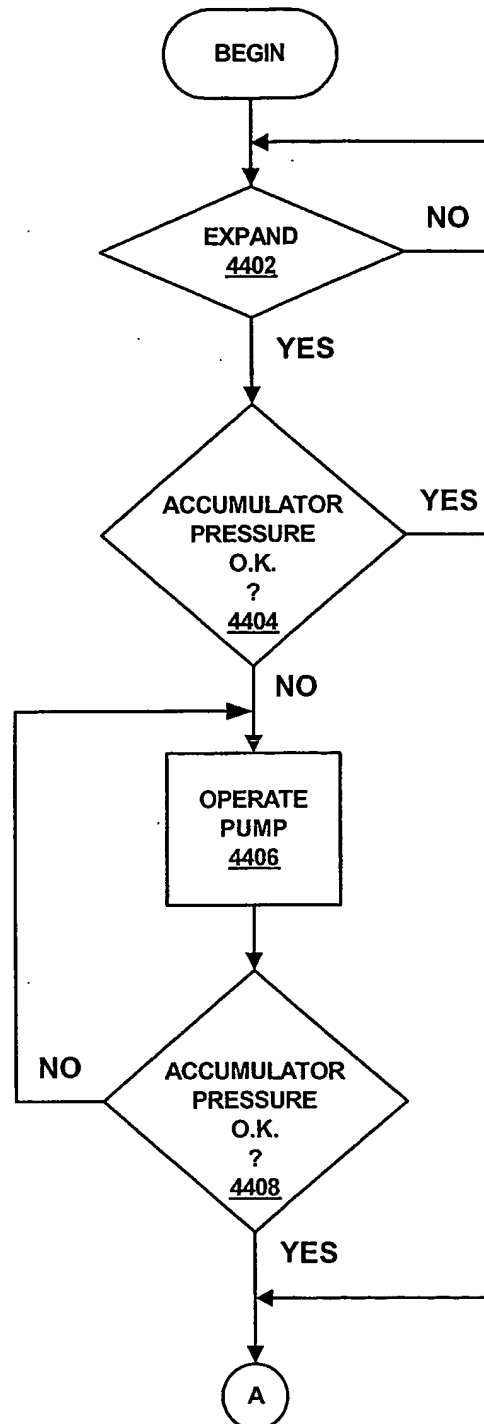 BEGIN
EXPAND
4402
NO
YES
ACCUMULATOR
PRESSURE
O.K.
?
4404
YES
NO
OPERATE
PUMP
4406
ACCUMULATOR
PRESSURE
O.K.
?
4408
NO
YES
A